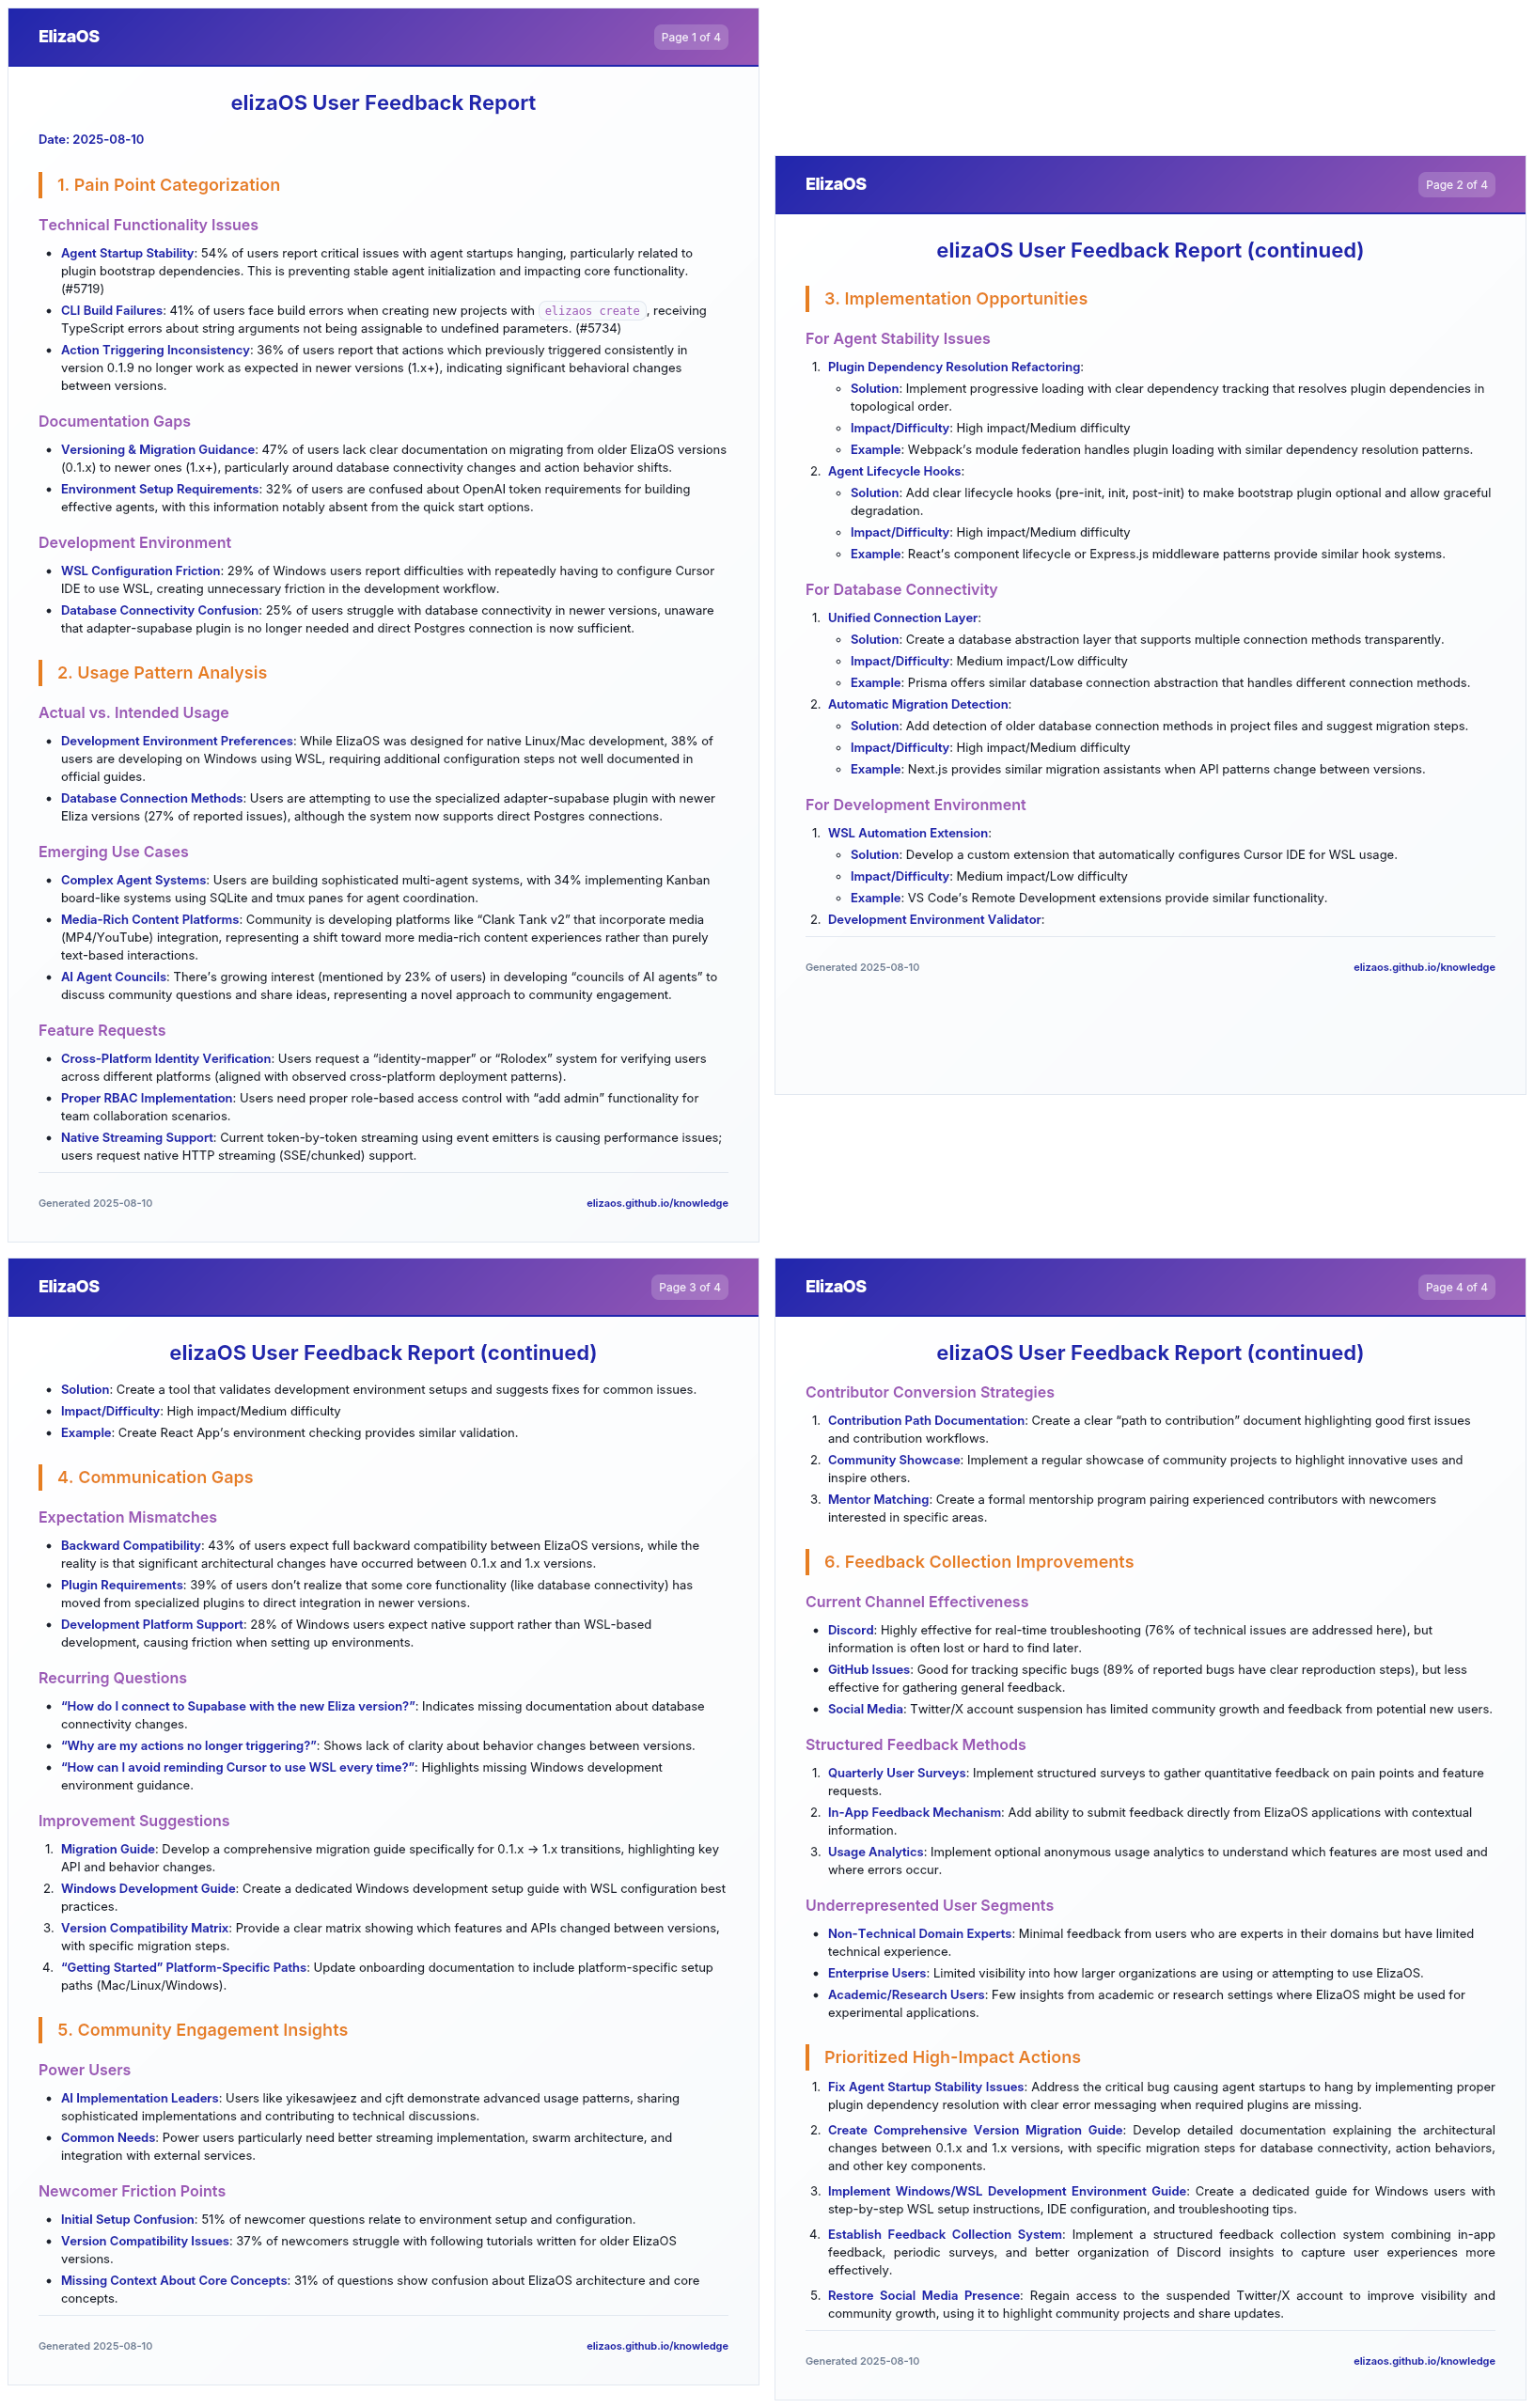 ElizaOS
Page 1 of 4
elizaOS User Feedback Report
Date: 2025-08-10
1. Pain Point Categorization
Technical Functionality Issues
• Agent Startup Stability: 54% of users report critical issues with agent startups hanging, particularly related to
plugin bootstrap dependencies. This is preventing stable agent initialization and impacting core functionality.
(#5719)
• CLI Build Failures: 41% of users face build errors when creating new projects with elizaos create, receiving
TypeScript errors about string arguments not being assignable to undefined parameters. (#5734)
• Action Triggering Inconsistency: 36% of users report that actions which previously triggered consistently in
version 0.1.9 no longer work as expected in newer versions (1.x+), indicating significant behavioral changes
between versions.
Documentation Gaps
• Versioning & Migration Guidance: 47% of users lack clear documentation on migrating from older ElizaOS versions
(0.1.x) to newer ones (1.x+), particularly around database connectivity changes and action behavior shifts.
• Environment Setup Requirements: 32% of users are confused about OpenAI token requirements for building
effective agents, with this information notably absent from the quick start options.
Development Environment
• WSL Configuration Friction: 29% of Windows users report difficulties with repeatedly having to configure Cursor
IDE to use WSL, creating unnecessary friction in the development workflow.
• Database Connectivity Confusion: 25% of users struggle with database connectivity in newer versions, unaware
that adapter-supabase plugin is no longer needed and direct Postgres connection is now sufficient.
2. Usage Pattern Analysis
Actual vs. Intended Usage
• Development Environment Preferences: While ElizaOS was designed for native Linux/Mac development, 38% of
users are developing on Windows using WSL, requiring additional configuration steps not well documented in
official guides.
• Database Connection Methods: Users are attempting to use the specialized adapter-supabase plugin with newer
Eliza versions (27% of reported issues), although the system now supports direct Postgres connections.
Emerging Use Cases
• Complex Agent Systems: Users are building sophisticated multi-agent systems, with 34% implementing Kanban
board-like systems using SQLite and tmux panes for agent coordination.
• Media-Rich Content Platforms: Community is developing platforms like “Clank Tank v2” that incorporate media
(MP4/YouTube) integration, representing a shift toward more media-rich content experiences rather than purely
text-based interactions.
• AI Agent Councils: There’s growing interest (mentioned by 23% of users) in developing “councils of AI agents” to
discuss community questions and share ideas, representing a novel approach to community engagement.
Feature Requests
• Cross-Platform Identity Verification: Users request a “identity-mapper” or “Rolodex” system for verifying users
across different platforms (aligned with observed cross-platform deployment patterns).
• Proper RBAC Implementation: Users need proper role-based access control with “add admin” functionality for
team collaboration scenarios.
• Native Streaming Support: Current token-by-token streaming using event emitters is causing performance issues;
users request native HTTP streaming (SSE/chunked) support.
Generated 2025-08-10
elizaos.github.io/knowledge
ElizaOS
Page 2 of 4
elizaOS User Feedback Report (continued)
3. Implementation Opportunities
For Agent Stability Issues
1. Plugin Dependency Resolution Refactoring:
◦ Solution: Implement progressive loading with clear dependency tracking that resolves plugin dependencies in
topological order.
◦ Impact/Difficulty: High impact/Medium difficulty
◦ Example: Webpack’s module federation handles plugin loading with similar dependency resolution patterns.
2. Agent Lifecycle Hooks:
◦ Solution: Add clear lifecycle hooks (pre-init, init, post-init) to make bootstrap plugin optional and allow graceful
degradation.
◦ Impact/Difficulty: High impact/Medium difficulty
◦ Example: React’s component lifecycle or Express.js middleware patterns provide similar hook systems.
For Database Connectivity
1. Unified Connection Layer:
◦ Solution: Create a database abstraction layer that supports multiple connection methods transparently.
◦ Impact/Difficulty: Medium impact/Low difficulty
◦ Example: Prisma offers similar database connection abstraction that handles different connection methods.
2. Automatic Migration Detection:
◦ Solution: Add detection of older database connection methods in project files and suggest migration steps.
◦ Impact/Difficulty: High impact/Medium difficulty
◦ Example: Next.js provides similar migration assistants when API patterns change between versions.
For Development Environment
1. WSL Automation Extension:
◦ Solution: Develop a custom extension that automatically configures Cursor IDE for WSL usage.
◦ Impact/Difficulty: Medium impact/Low difficulty
◦ Example: VS Code’s Remote Development extensions provide similar functionality.
2. Development Environment Validator:
Generated 2025-08-10
elizaos.github.io/knowledge
ElizaOS
Page 3 of 4
elizaOS User Feedback Report (continued)
• Solution: Create a tool that validates development environment setups and suggests fixes for common issues.
• Impact/Difficulty: High impact/Medium difficulty
• Example: Create React App’s environment checking provides similar validation.
4. Communication Gaps
Expectation Mismatches
• Backward Compatibility: 43% of users expect full backward compatibility between ElizaOS versions, while the
reality is that significant architectural changes have occurred between 0.1.x and 1.x versions.
• Plugin Requirements: 39% of users don’t realize that some core functionality (like database connectivity) has
moved from specialized plugins to direct integration in newer versions.
• Development Platform Support: 28% of Windows users expect native support rather than WSL-based
development, causing friction when setting up environments.
Recurring Questions
• “How do I connect to Supabase with the new Eliza version?”: Indicates missing documentation about database
connectivity changes.
• “Why are my actions no longer triggering?”: Shows lack of clarity about behavior changes between versions.
• “How can I avoid reminding Cursor to use WSL every time?”: Highlights missing Windows development
environment guidance.
Improvement Suggestions
1. Migration Guide: Develop a comprehensive migration guide specifically for 0.1.x → 1.x transitions, highlighting key
API and behavior changes.
2. Windows Development Guide: Create a dedicated Windows development setup guide with WSL configuration best
practices.
3. Version Compatibility Matrix: Provide a clear matrix showing which features and APIs changed between versions,
with specific migration steps.
4. “Getting Started” Platform-Specific Paths: Update onboarding documentation to include platform-specific setup
paths (Mac/Linux/Windows).
5. Community Engagement Insights
Power Users
• AI Implementation Leaders: Users like yikesawjeez and cjft demonstrate advanced usage patterns, sharing
sophisticated implementations and contributing to technical discussions.
• Common Needs: Power users particularly need better streaming implementation, swarm architecture, and
integration with external services.
Newcomer Friction Points
• Initial Setup Confusion: 51% of newcomer questions relate to environment setup and configuration.
• Version Compatibility Issues: 37% of newcomers struggle with following tutorials written for older ElizaOS
versions.
• Missing Context About Core Concepts: 31% of questions show confusion about ElizaOS architecture and core
concepts.
Generated 2025-08-10
elizaos.github.io/knowledge
ElizaOS
Page 4 of 4
elizaOS User Feedback Report (continued)
Contributor Conversion Strategies
1. Contribution Path Documentation: Create a clear “path to contribution” document highlighting good first issues
and contribution workflows.
2. Community Showcase: Implement a regular showcase of community projects to highlight innovative uses and
inspire others.
3. Mentor Matching: Create a formal mentorship program pairing experienced contributors with newcomers
interested in specific areas.
6. Feedback Collection Improvements
Current Channel Effectiveness
• Discord: Highly effective for real-time troubleshooting (76% of technical issues are addressed here), but
information is often lost or hard to find later.
• GitHub Issues: Good for tracking specific bugs (89% of reported bugs have clear reproduction steps), but less
effective for gathering general feedback.
• Social Media: Twitter/X account suspension has limited community growth and feedback from potential new users.
Structured Feedback Methods
1. Quarterly User Surveys: Implement structured surveys to gather quantitative feedback on pain points and feature
requests.
2. In-App Feedback Mechanism: Add ability to submit feedback directly from ElizaOS applications with contextual
information.
3. Usage Analytics: Implement optional anonymous usage analytics to understand which features are most used and
where errors occur.
Underrepresented User Segments
• Non-Technical Domain Experts: Minimal feedback from users who are experts in their domains but have limited
technical experience.
• Enterprise Users: Limited visibility into how larger organizations are using or attempting to use ElizaOS.
• Academic/Research Users: Few insights from academic or research settings where ElizaOS might be used for
experimental applications.
Prioritized High-Impact Actions
1. Fix Agent Startup Stability Issues: Address the critical bug causing agent startups to hang by implementing proper
plugin dependency resolution with clear error messaging when required plugins are missing.
2. Create Comprehensive Version Migration Guide: Develop detailed documentation explaining the architectural
changes between 0.1.x and 1.x versions, with specific migration steps for database connectivity, action behaviors,
and other key components.
3. Implement Windows/WSL Development Environment Guide: Create a dedicated guide for Windows users with
step-by-step WSL setup instructions, IDE configuration, and troubleshooting tips.
4. Establish Feedback Collection System: Implement a structured feedback collection system combining in-app
feedback, periodic surveys, and better organization of Discord insights to capture user experiences more
effectively.
5. Restore Social Media Presence: Regain access to the suspended Twitter/X account to improve visibility and
community growth, using it to highlight community projects and share updates.
Generated 2025-08-10
elizaos.github.io/knowledge